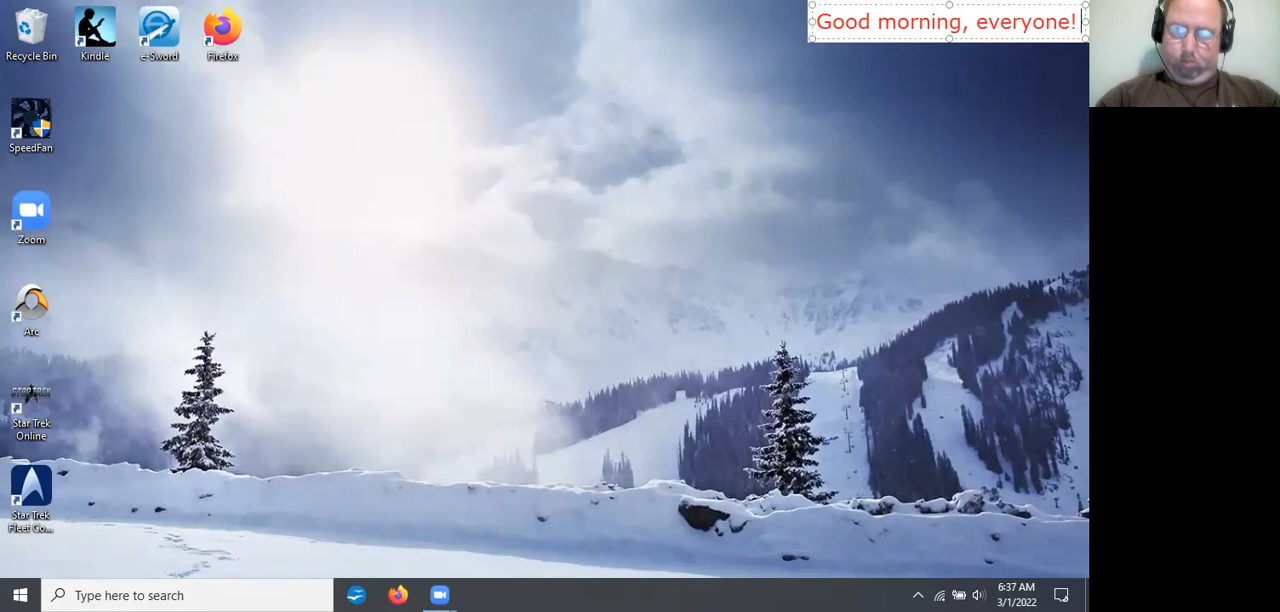 Good morning, everyone!
Recycle Bin
Kindle
e-Sword
Firefox
SpeedFan
Zoom
Arc
Star Trek
Online
Star Trek
Fleet Co...
Type here to search
6:37 AM
3/1/2022